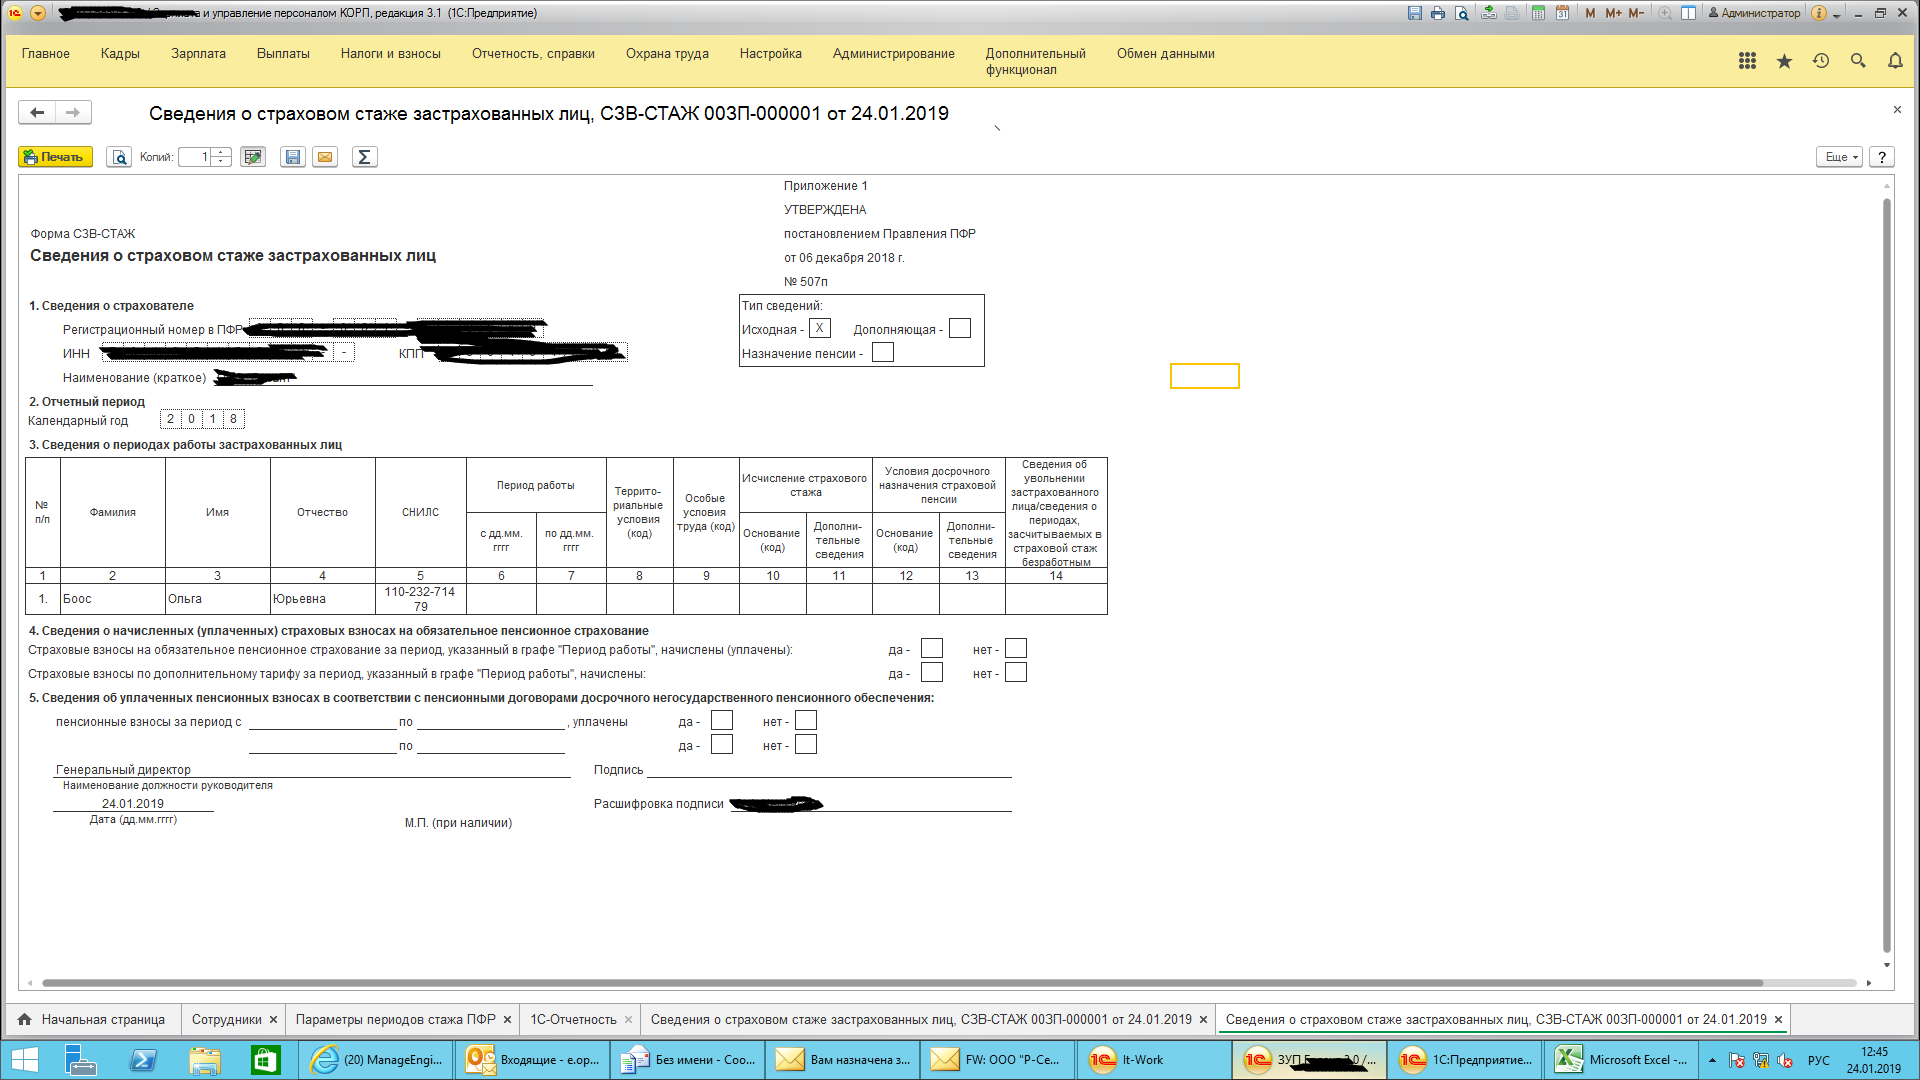 и управление персоналом КОРП, редакция 3.1 (1С:Предприятие)
M M+ M- Администратор
Главное Кадры Зарплата Выплаты Налоги и взносы Отчетность, справки Охрана труда Настройка Администрирование Дополнительный функционал Обмен данными
Сведения о страховом стаже застрахованных лиц, СЗВ-СТАЖ 00ЗП-000001 от 24.01.2019
Печать Копий: 1 Еще ?
Приложение 1
УТВЕРЖДЕНА
Форма СЗВ-СТАЖ
постановлением Правления ПФР
Сведения о страховом стаже застрахованных лиц
от 06 декабря 2018 г.
№ 507п
1. Сведения о страхователе
Тип сведений:
Регистрационный номер в ПФР
Исходная - X Дополняющая -
ИНН - КПП
Назначение пенсии -
Наименование (краткое)
2. Отчетный период
Календарный год 2 0 1 8
3. Сведения о периодах работы застрахованных лиц
№ п/п
Фамилия
Имя
Отчество
СНИЛС
Период работы
с дд.мм.гггг
по дд.мм.гггг
Террито-
риальные
условия
(код)
Особые
условия
труда (код)
Исчисление страхового
стажа
Основание
(код)
Дополни-
тельные
сведения
Условия досрочного
назначения страховой
пенсии
Основание
(код)
Дополни-
тельные
сведения
Сведения об
увольнении
застрахованного
лица/сведения о
периодах,
засчитываемых в
страховой стаж
безработным
1 2 3 4 5 6 7 8 9 10 11 12 13 14
1. Боос Ольга Юрьевна 110-232-714 79
4. Сведения о начисленных (уплаченных) страховых взносах на обязательное пенсионное страхование
Страховые взносы на обязательное пенсионное страхование за период, указанный в графе "Период работы", начислены (уплачены): да - нет -
Страховые взносы по дополнительному тарифу за период, указанный в графе "Период работы", начислены: да - нет -
5. Сведения об уплаченных пенсионных взносах в соответствии с пенсионными договорами досрочного негосударственного пенсионного обеспечения:
пенсионные взносы за период с по , уплачены да - нет -
по да - нет -
Генеральный директор Подпись
Наименование должности руководителя
24.01.2019 Расшифровка подписи
Дата (дд.мм.гггг)
М.П. (при наличии)
Начальная страница Сотрудники Параметры периодов стажа ПФР 1С-Отчетность Сведения о страховом стаже застрахованных лиц, СЗВ-СТАЖ 00ЗП-000001 от 24.01.2019 Сведения о страховом стаже застрахованных лиц, СЗВ-СТАЖ 00ЗП-000001 от 24.01.2019
(20) ManageEngi... Входящие - e.op... Без имени - Соо... Вам назначена з... FW: ООО "Р-Се... It-Work ЗУП 1С:Предприятие... Microsoft Excel -... РУС 12:45
24.01.2019